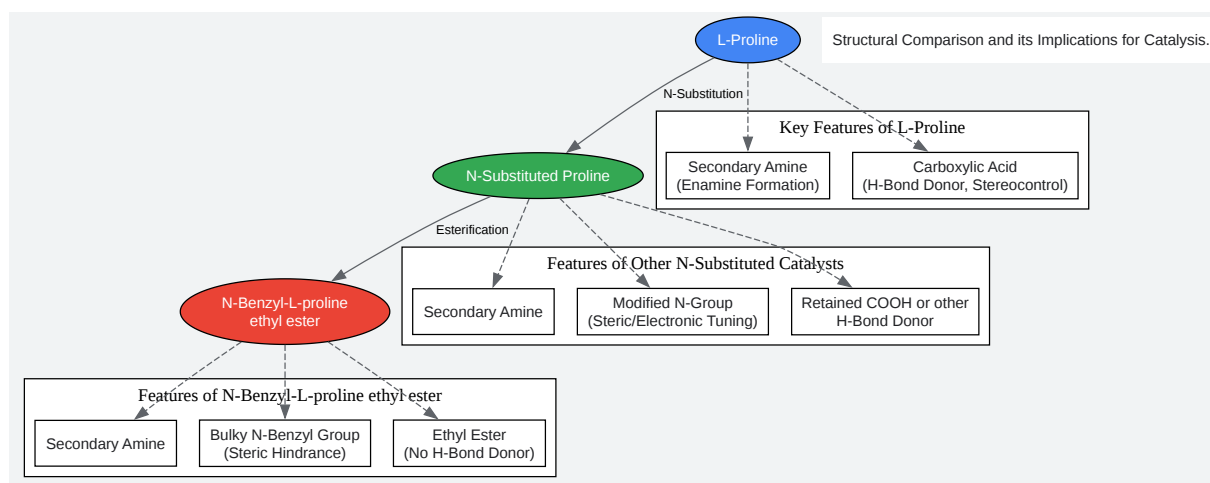 L-Proline
Structural Comparison and its Implications for Catalysis.
N-Substitution
Key Features of L-Proline
Secondary Amine
(Enamine Formation)
Carboxylic Acid
(H-Bond Donor, Stereocontrol)
N-Substituted Proline
Esterification
Features of Other N-Substituted Catalysts
Secondary Amine
Modified N-Group
(Steric/Electronic Tuning)
Retained COOH or other
H-Bond Donor
N-Benzyl-L-proline
ethyl ester
Features of N-Benzyl-L-proline ethyl ester
Secondary Amine
Bulky N-Benzyl Group
(Steric Hindrance)
Ethyl Ester
(No H-Bond Donor)